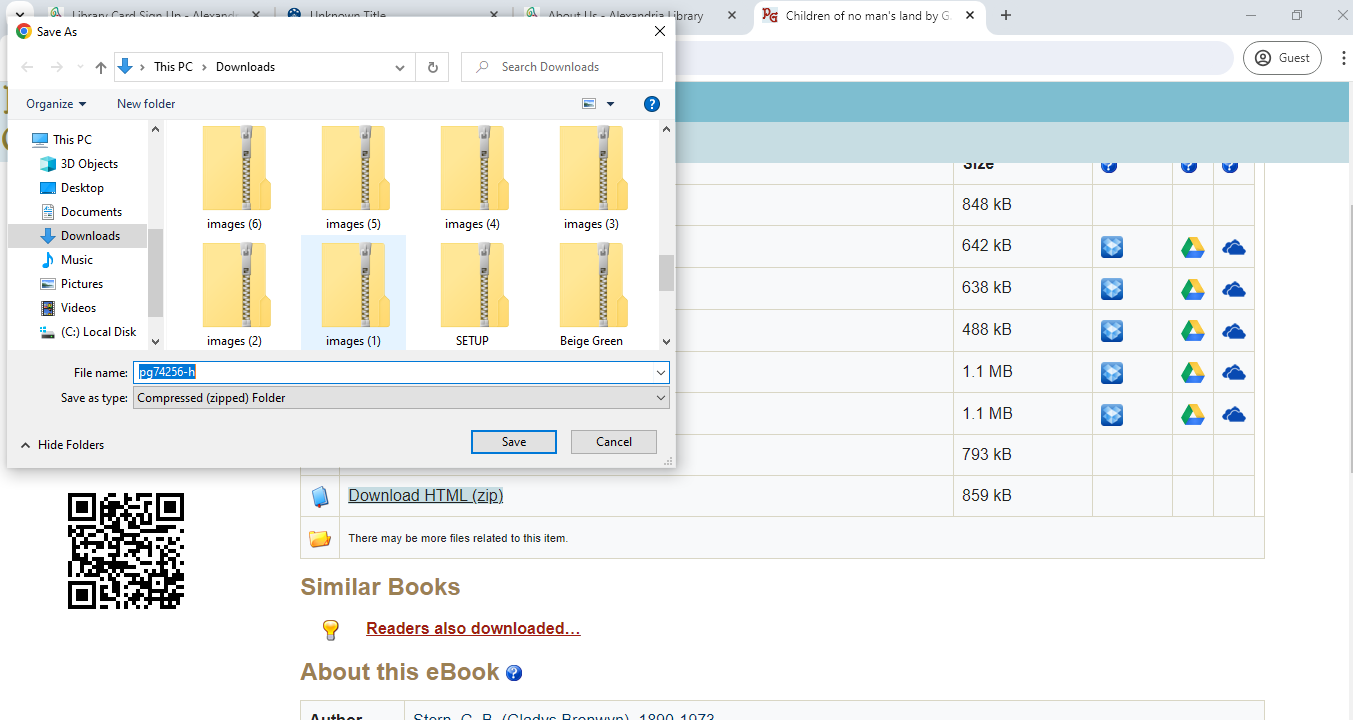 Library Card Sign Up - Alexand
Unknown Title
About Us - Alexandria Library
Children of no man's land by G
Save As
This PC
Downloads
Search Downloads
Guest
Organize
New folder
This PC
3D Objects
Desktop
Documents
Downloads
Music
Pictures
Videos
(C:) Local Disk
images (6)
images (5)
images (4)
images (3)
images (2)
images (1)
SETUP
Beige Green
File name:
pg74256-h
Save as type:
Compressed (zipped) Folder
Hide Folders
Save
Cancel
Size
848 kB
642 kB
638 kB
488 kB
1.1 MB
1.1 MB
793 kB
Download HTML (zip)
859 kB
There may be more files related to this item.
Similar Books
Readers also downloaded…
About this eBook
Author
Stern, G. B. (Gladys Bronwyn), 1890-1973